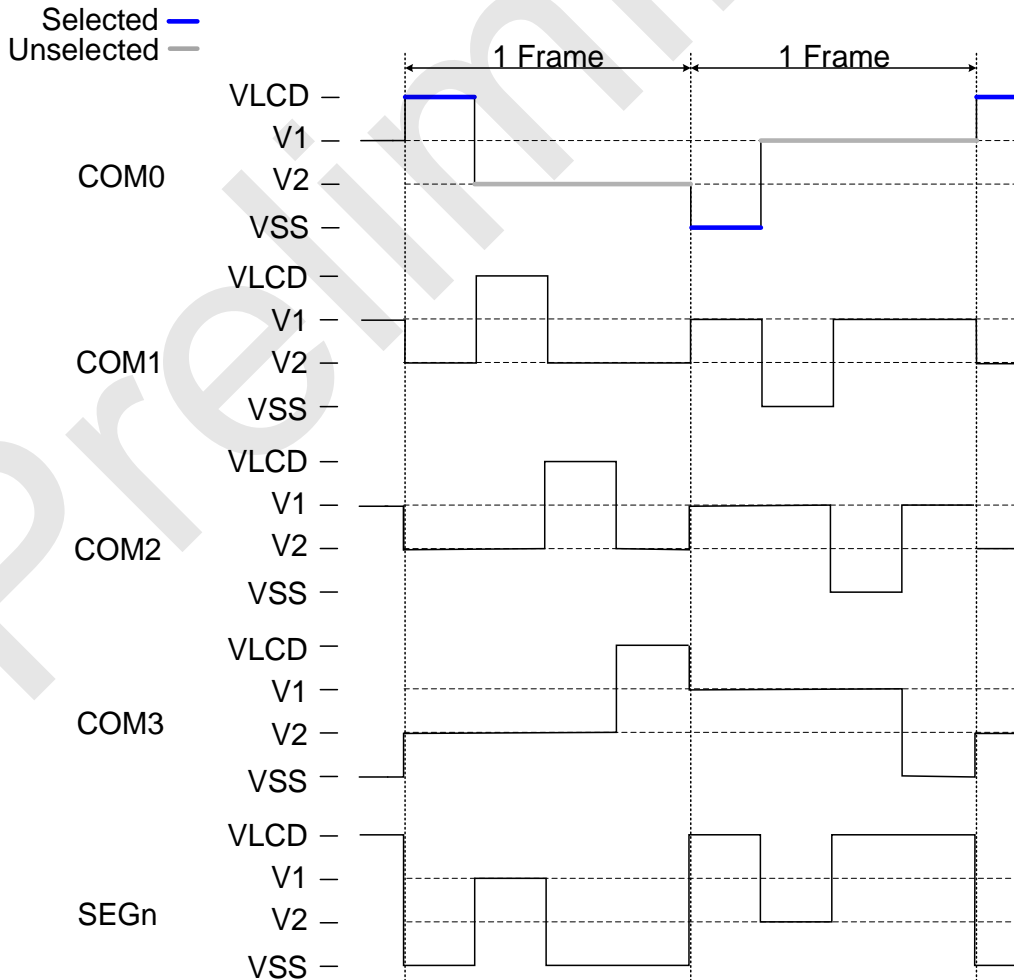 Selected
Unselected
1 Frame 1 Frame
VLCD
V1
COM0
V2
VSS
VLCD
V1
COM1
V2
VSS
VLCD
V1
COM2
V2
VSS
VLCD
V1
COM3
V2
VSS
VLCD
V1
SEGn
V2
VSS
Prelim